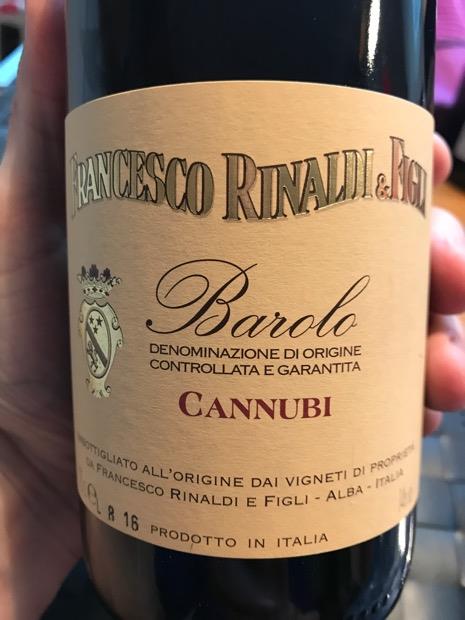 FRANCESCO RINALDI & FIGLI
Barolo
DENOMINAZIONE DI ORIGINE
CONTROLLATA E GARANTITA
CANNUBI
IMBOTTIGLIATO ALL'ORIGINE DAI VIGNETI DI PROPRIETÀ
DA FRANCESCO RINALDI E FIGLI - ALBA - ITALIA
L 8 16
PRODOTTO IN ITALIA